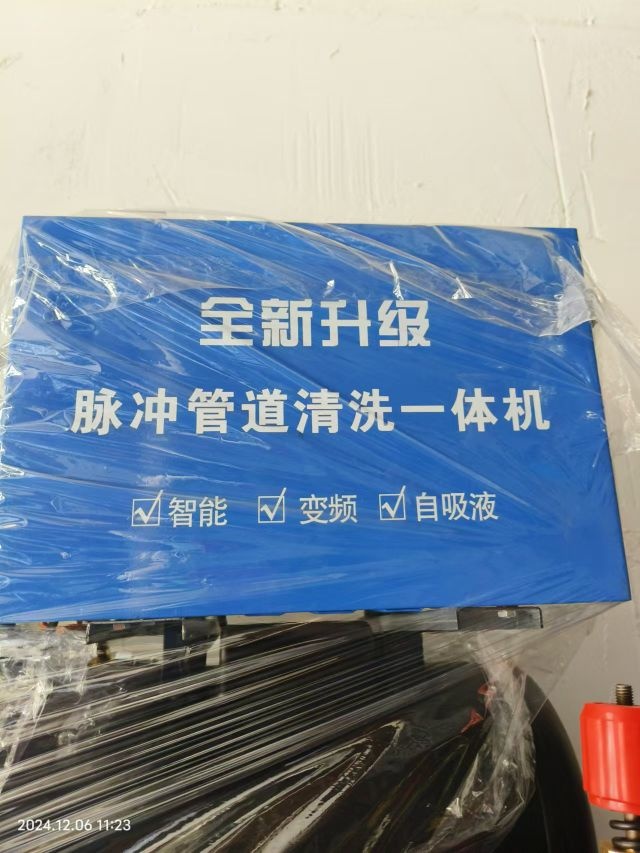 全新升级
脉冲管道清洗一体机
☑智能 ☑变频 ☑自吸液
2024.12.06 11:23